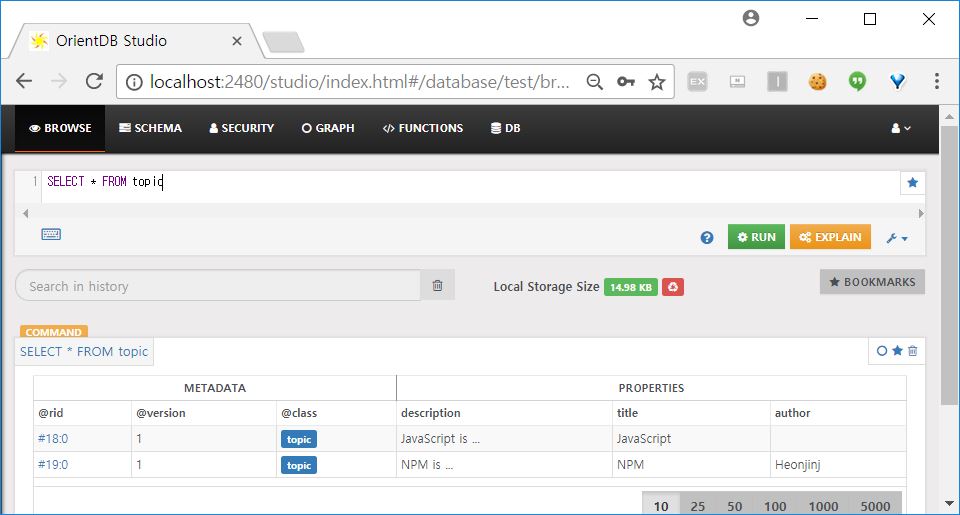 OrientDB Studio
localhost:2480/studio/index.html#/database/test/br...
EX
BROWSE SCHEMA SECURITY GRAPH FUNCTIONS DB
1 SELECT * FROM topic
RUN EXPLAIN
Search in history Local Storage Size 14.98 KB BOOKMARKS
COMMAND
SELECT * FROM topic
METADATA PROPERTIES
@rid @version @class description title author
#18:0 1 topic JavaScript is ... JavaScript
#19:0 1 topic NPM is ... NPM Heonjinj
10 25 50 100 1000 5000